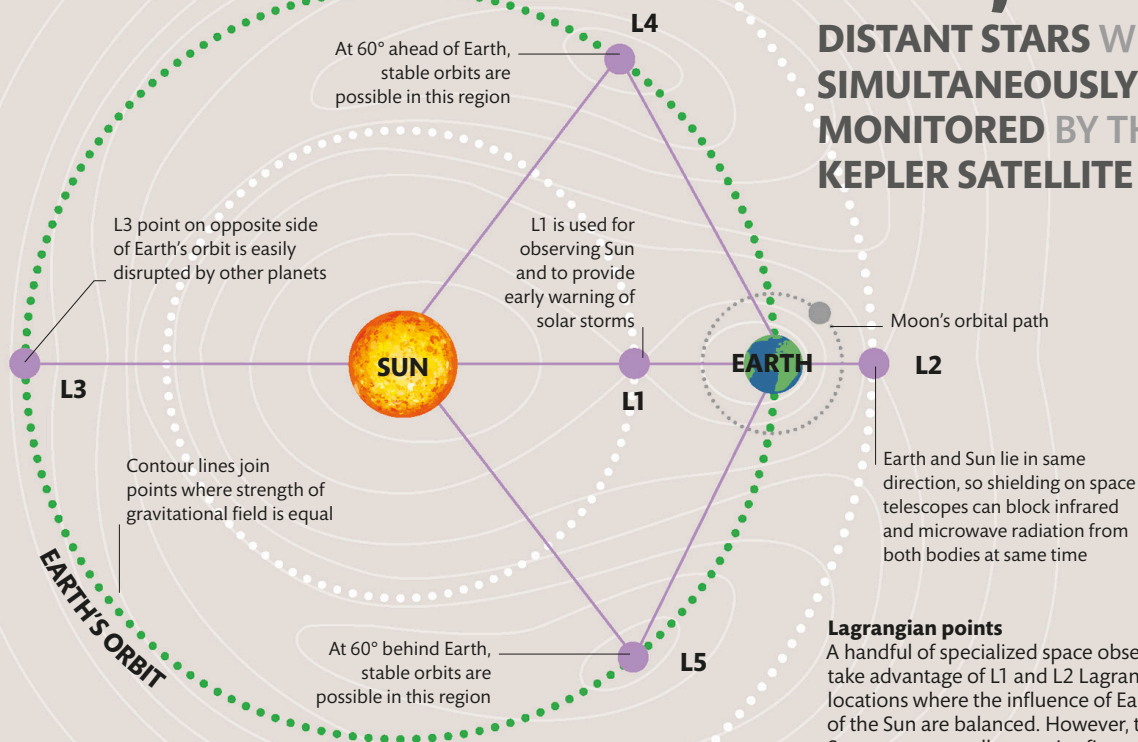 L4
At 60° ahead of Earth,
stable orbits are
possible in this region
DISTANT STARS
SIMULTANEOUSLY
MONITORED BY
KEPLER SATELLITE
L3 point on opposite side
of Earth's orbit is easily
disrupted by other planets
L1 is used for
observing Sun
and to provide
early warning of
solar storms
Moon's orbital path
SUN
EARTH
L2
L3
L1
Contour lines join
points where strength of
gravitational field is equal
Earth and Sun lie in same
direction, so shielding on space
telescopes can block infrared
and microwave radiation from
both bodies at same time
EARTH'S ORBIT
At 60° behind Earth,
stable orbits are
possible in this region
L5
Lagrangian points
A handful of specialized space
take advantage of L1 and L2
locations where the influence of
of the Sun are balanced. However,